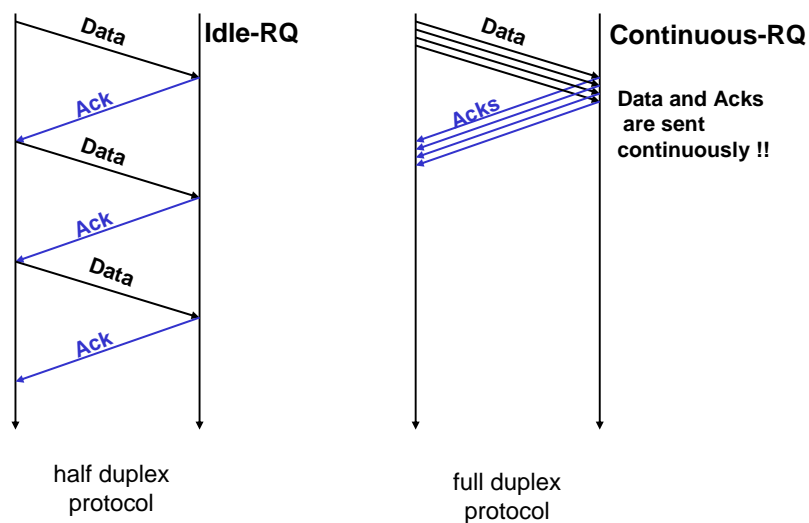 Data
Idle-RQ
Ack
Data
Ack
Data
Ack
half duplex
protocol
Data
Continuous-RQ
Acks
Data and Acks
are sent
continuously !!
full duplex
protocol